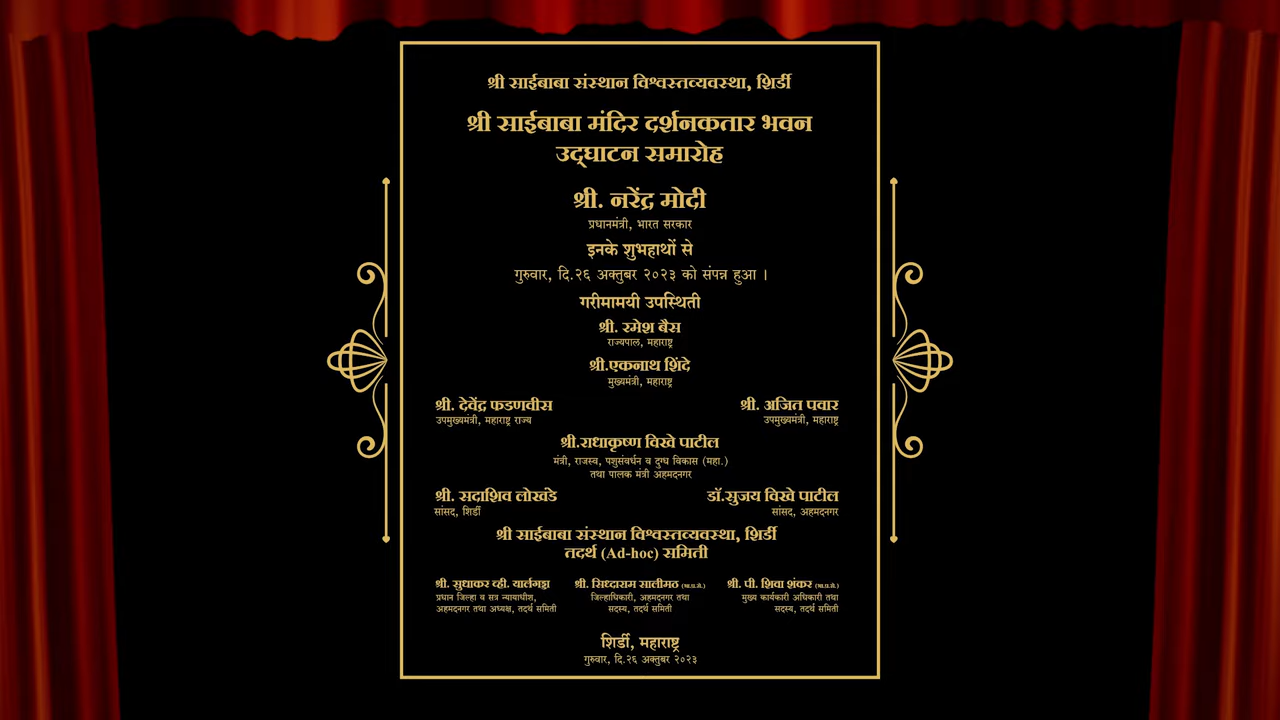 श्री साईबाबा संस्थान विश्वस्तव्यवस्था, शिर्डी
श्री साईबाबा मंदिर दर्शनकतार भवन
उद्घाटन समारोह
श्री. नरेंद्र मोदी
प्रधानमंत्री, भारत सरकार
इनके शुभहाथों से
गुरुवार, दि.२६ अक्तुबर २०२३ को संपन्न हुआ ।
गरीमामयी उपस्थिती
श्री. रमेश बैस
राज्यपाल, महाराष्ट्र
श्री.एकनाथ शिंदे
मुख्यमंत्री, महाराष्ट्र
श्री. देवेंद्र फडणवीस
उपमुख्यमंत्री, महाराष्ट्र राज्य
श्री. अजित पवार
उपमुख्यमंत्री, महाराष्ट्र
श्री.राधाकृष्ण विखे पाटील
मंत्री, राजस्व, पशुसंवर्धन व दुग्ध विकास (महा.)
तथा पालक मंत्री अहमदनगर
श्री. सदाशिव लोखंडे
सांसद, शिर्डी
डॉ.सुजय विखे पाटील
सांसद, अहमदनगर
श्री साईबाबा संस्थान विश्वस्तव्यवस्था, शिर्डी
तदर्थ (Ad-hoc) समिती
श्री. सुधाकर व्ही. यार्लगड्डा
प्रधान जिल्हा व सत्र न्यायाधीश,
अहमदनगर तथा अध्यक्ष, तदर्थ समिती
श्री. सिध्दाराम सालीमठ (भा.प्र.से.)
जिल्हाधिकारी, अहमदनगर तथा
सदस्य, तदर्थ समिती
श्री. पी. शिवा शंकर (भा.प्र.से.)
मुख्य कार्यकारी अधिकारी तथा
सदस्य, तदर्थ समिती
शिर्डी, महाराष्ट्र
गुरुवार, दि.२६ अक्तुबर २०२३